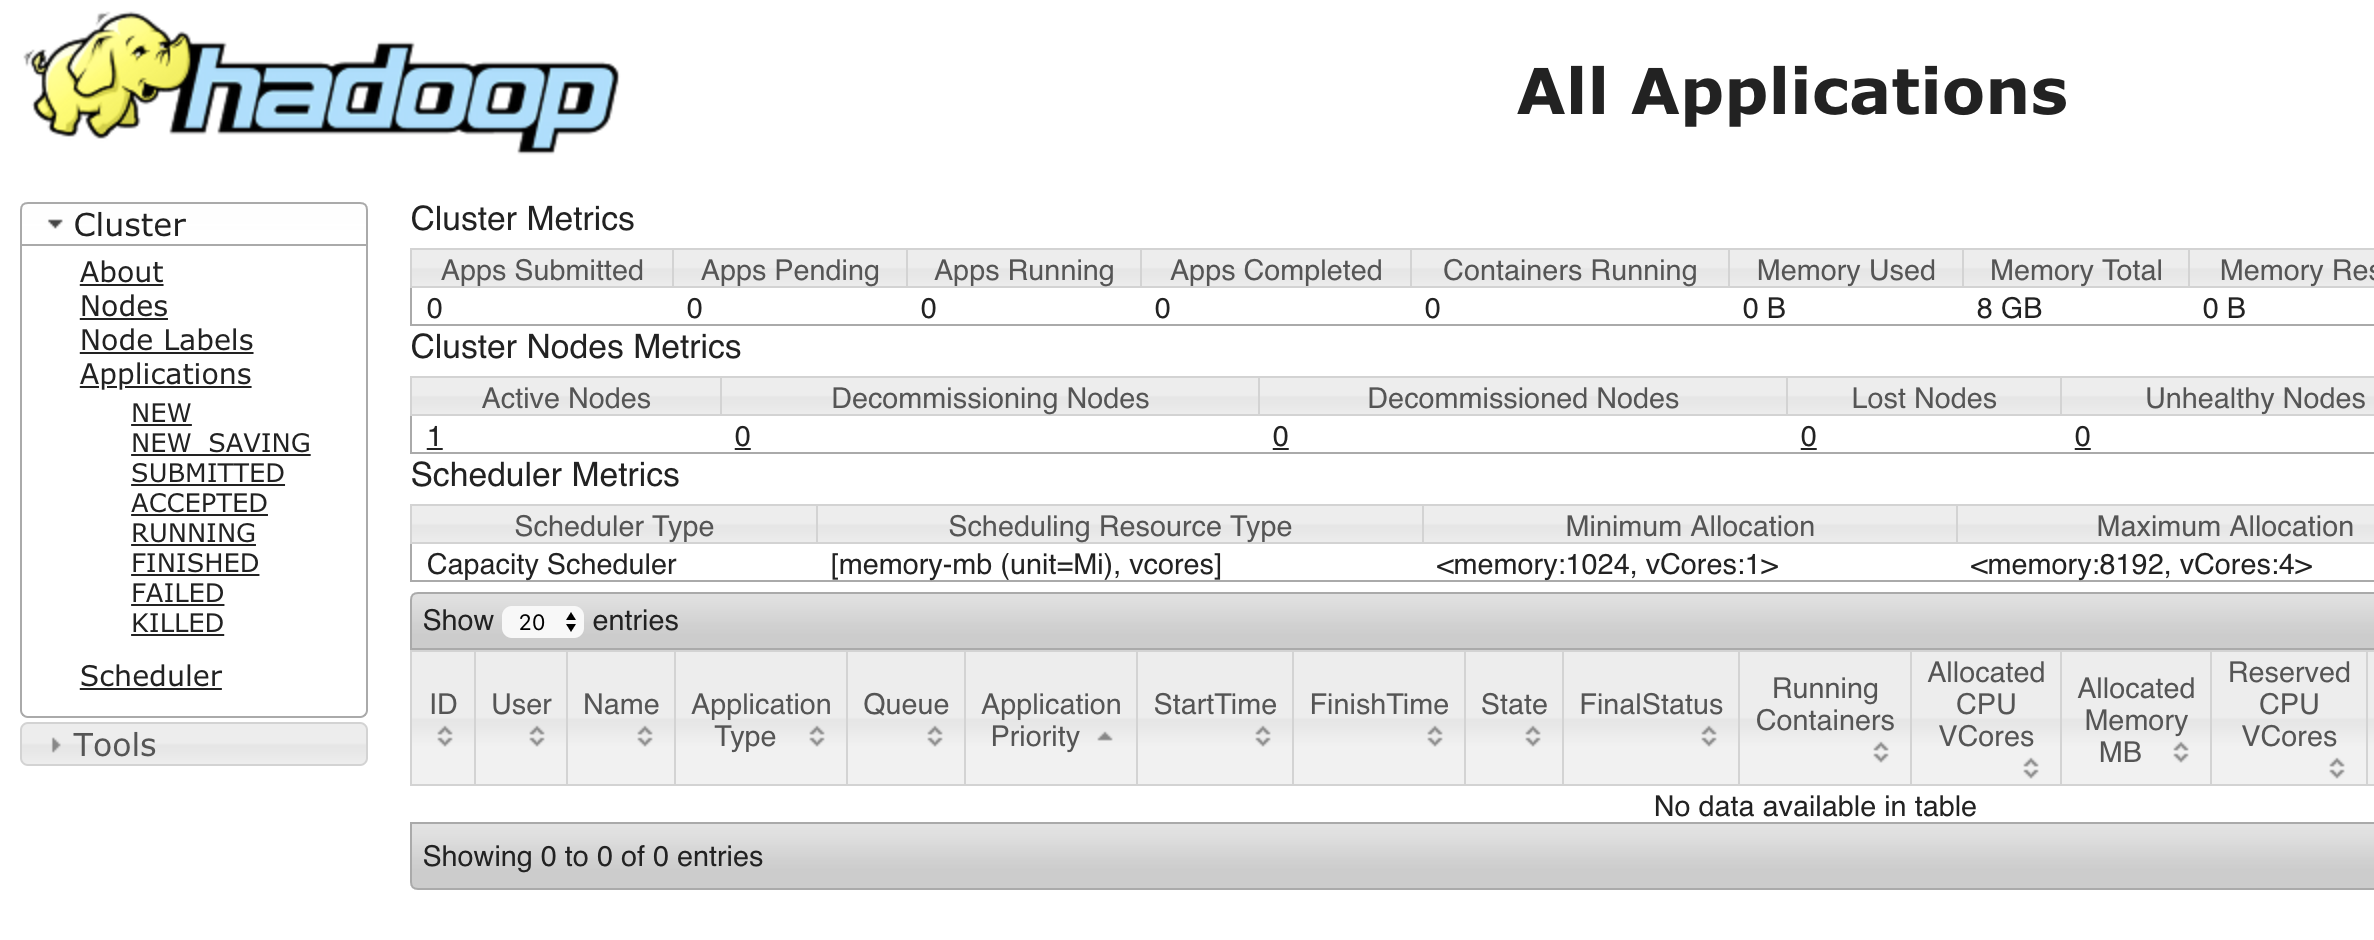 hadoop
All Applications
Cluster
About
Nodes
Node Labels
Applications
NEW
NEW_SAVING
SUBMITTED
ACCEPTED
RUNNING
FINISHED
FAILED
KILLED
Scheduler
Tools
Cluster Metrics
Apps Submitted Apps Pending Apps Running Apps Completed Containers Running Memory Used Memory Total Memory Res
0 0 0 0 0 0 B 8 GB 0 B
Cluster Nodes Metrics
Active Nodes Decommissioning Nodes Decommissioned Nodes Lost Nodes Unhealthy Nodes
1 0 0 0 0
Scheduler Metrics
Scheduler Type Scheduling Resource Type Minimum Allocation Maximum Allocation
Capacity Scheduler [memory-mb (unit=Mi), vcores] <memory:1024, vCores:1> <memory:8192, vCores:4>
Show 20 entries
ID User Name Application Type Queue Application Priority StartTime FinishTime State FinalStatus Running Containers Allocated CPU VCores Allocated Memory MB Reserved CPU VCores
No data available in table
Showing 0 to 0 of 0 entries